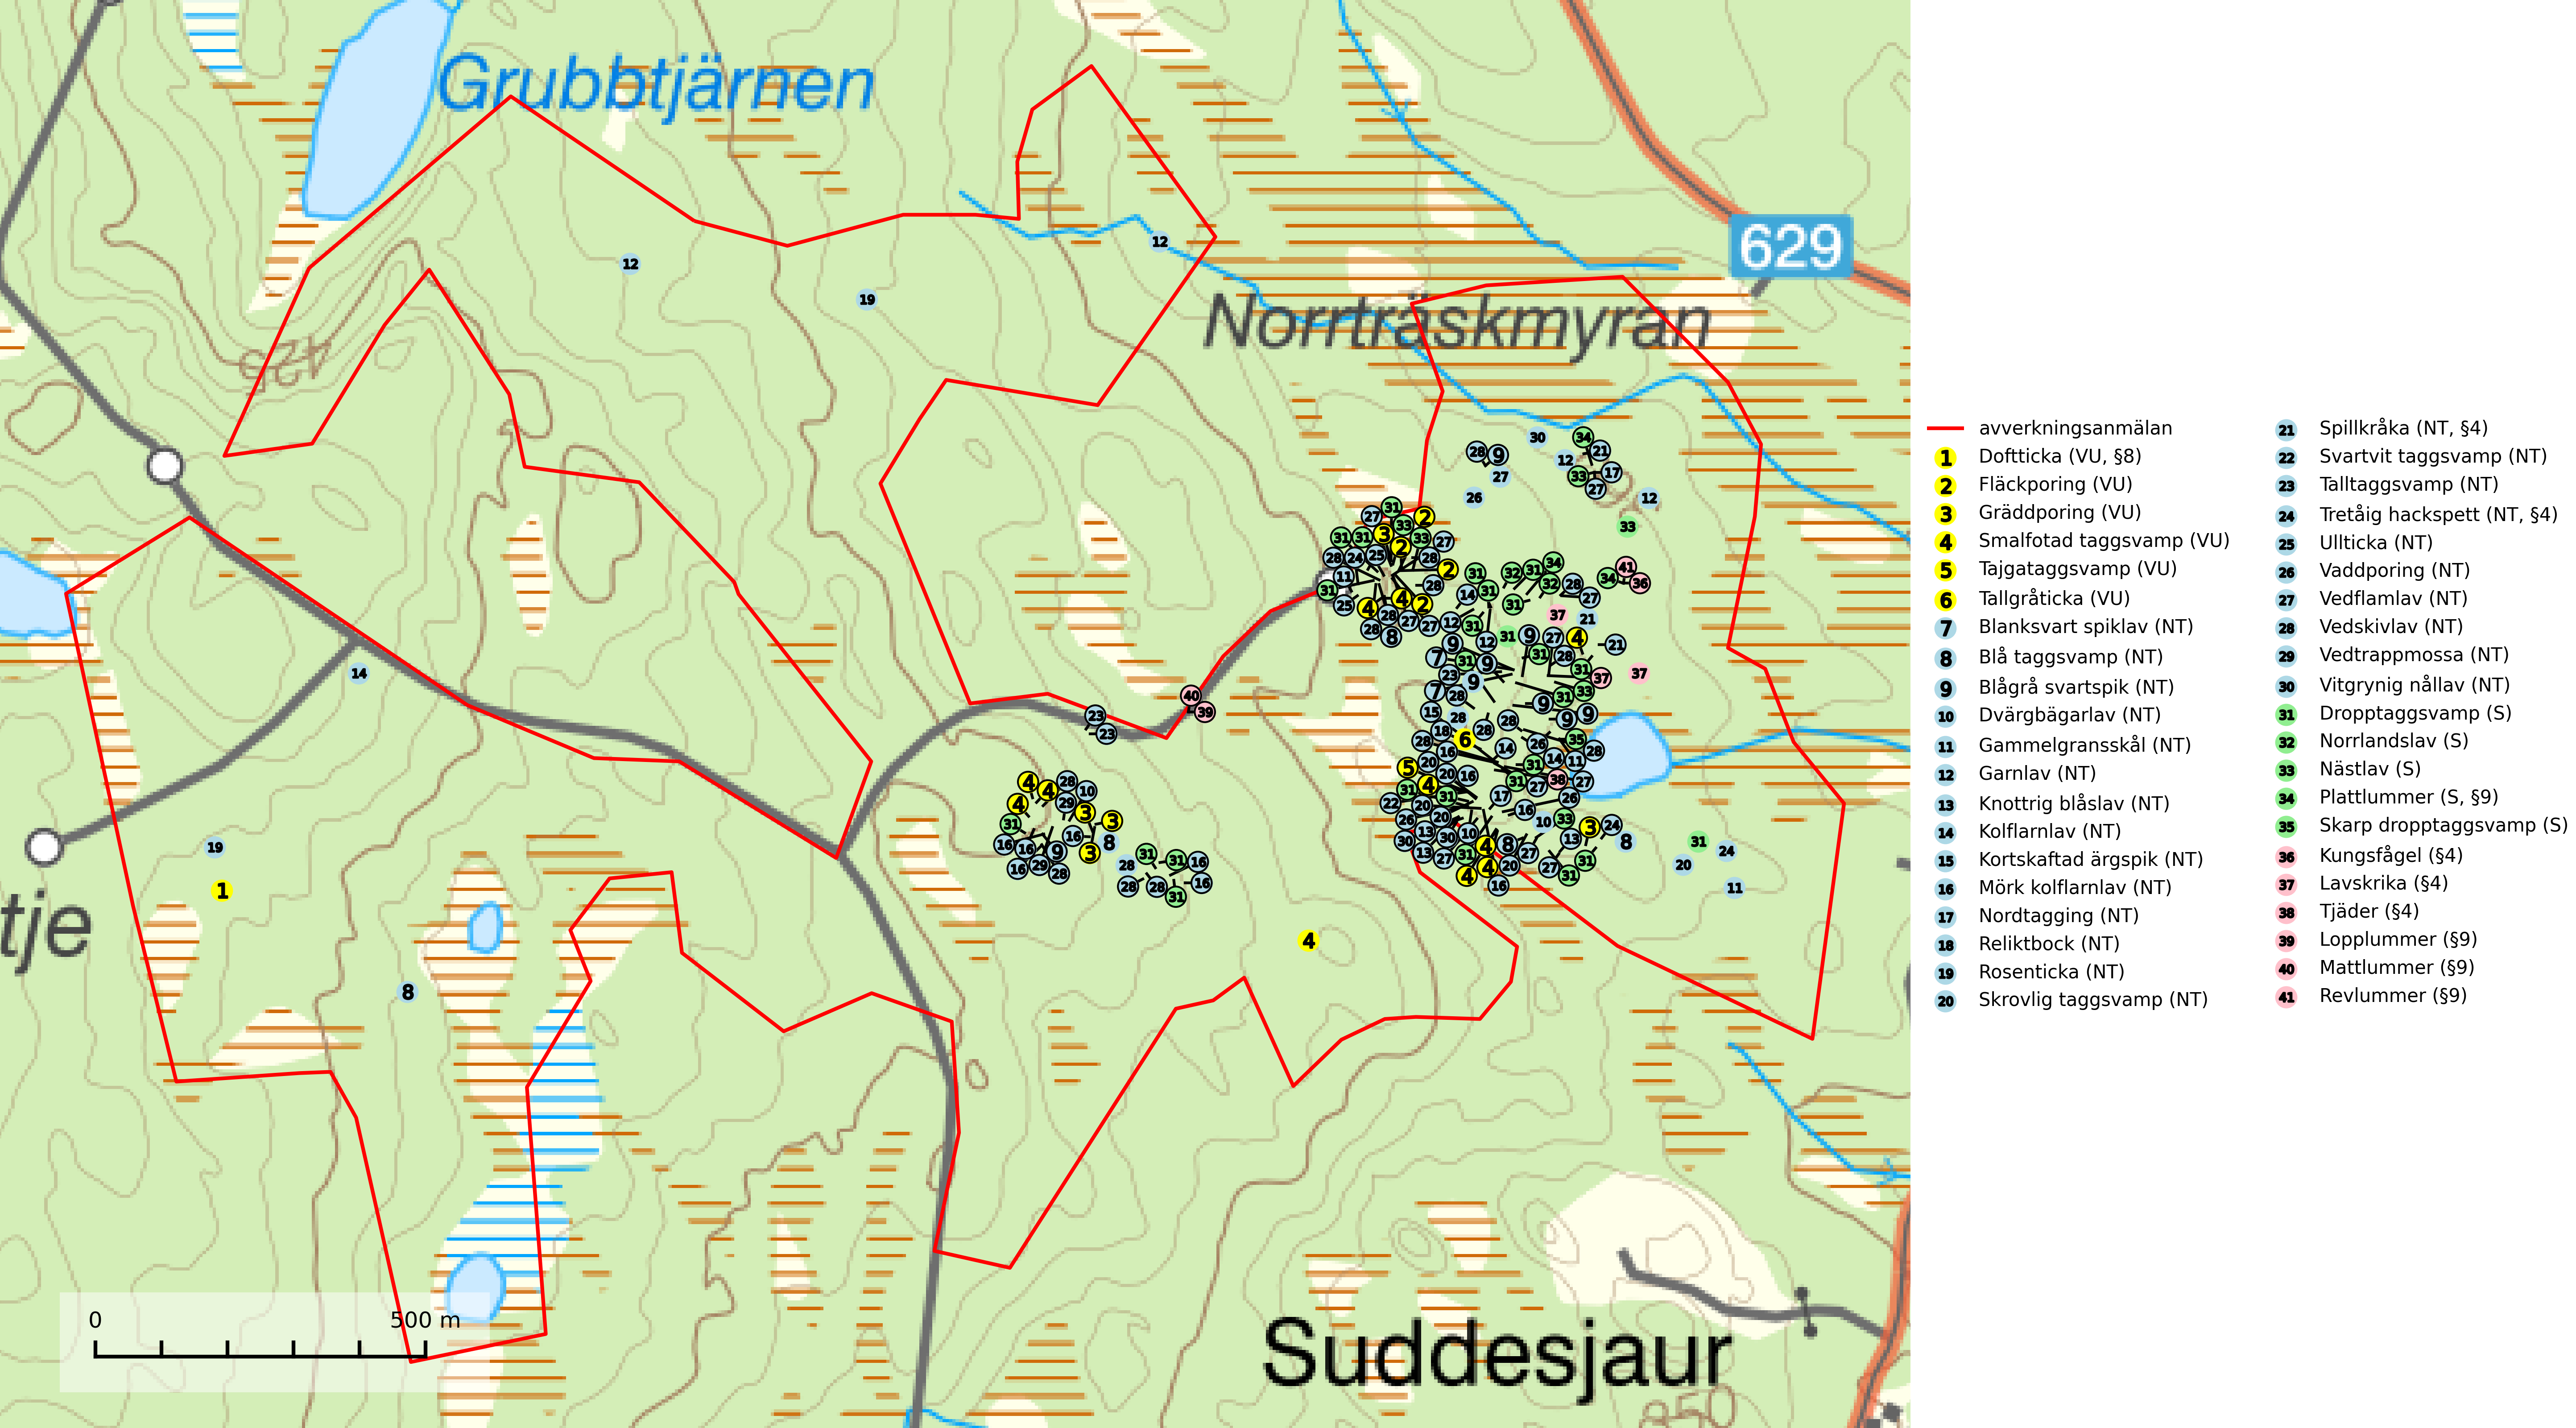 Grubbtjärnen
629
Norrträskmyran
425
tje
Suddesjaur
350
0 500 m
avverkningsanmälan
1 Doftticka (VU, §8)
2 Fläckporing (VU)
3 Gräddporing (VU)
4 Smalfotad taggsvamp (VU)
5 Tajgataggsvamp (VU)
6 Tallgråticka (VU)
7 Blanksvart spiklav (NT)
8 Blå taggsvamp (NT)
9 Blågrå svartspik (NT)
10 Dvärgbägarlav (NT)
11 Gammelgransskål (NT)
12 Garnlav (NT)
13 Knottrig blåslav (NT)
14 Kolflarnlav (NT)
15 Kortskaftad ärgspik (NT)
16 Mörk kolflarnlav (NT)
17 Nordtagging (NT)
18 Reliktbock (NT)
19 Rosenticka (NT)
20 Skrovlig taggsvamp (NT)
21 Spillkråka (NT, §4)
22 Svartvit taggsvamp (NT)
23 Talltaggsvamp (NT)
24 Tretåig hackspett (NT, §4)
25 Ullticka (NT)
26 Vaddporing (NT)
27 Vedflamlav (NT)
28 Vedskivlav (NT)
29 Vedtrappmossa (NT)
30 Vitgrynig nållav (NT)
31 Dropptaggsvamp (S)
32 Norrlandslav (S)
33 Nästlav (S)
34 Plattlummer (S, §9)
35 Skarp dropptaggsvamp (S)
36 Kungsfågel (§4)
37 Lavskrika (§4)
38 Tjäder (§4)
39 Lopplummer (§9)
40 Mattlummer (§9)
41 Revlummer (§9)